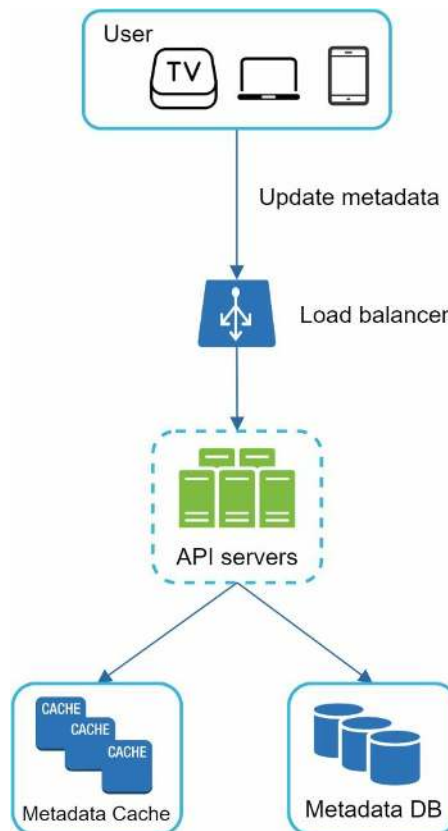 User
TV
Update metadata
Load balancer
API servers
CACHE
CACHE
CACHE
Metadata Cache
Metadata DB